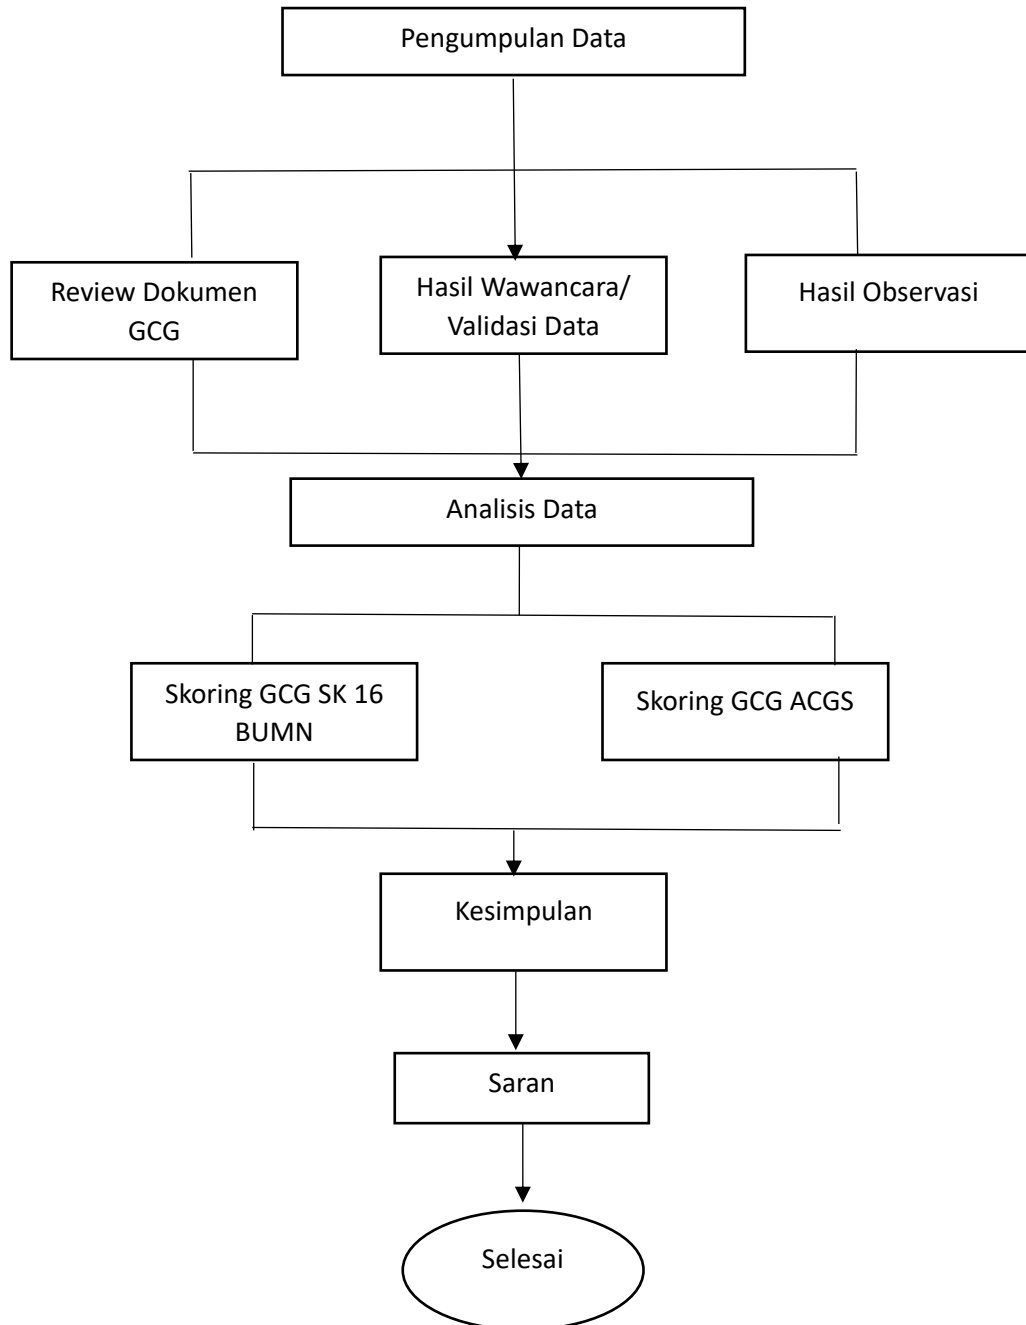 Pengumpulan Data
Review Dokumen
GCG
Hasil Wawancara/
Validasi Data
Hasil Observasi
Analisis Data
Skoring GCG SK 16
BUMN
Skoring GCG ACGS
Kesimpulan
Saran
Selesai